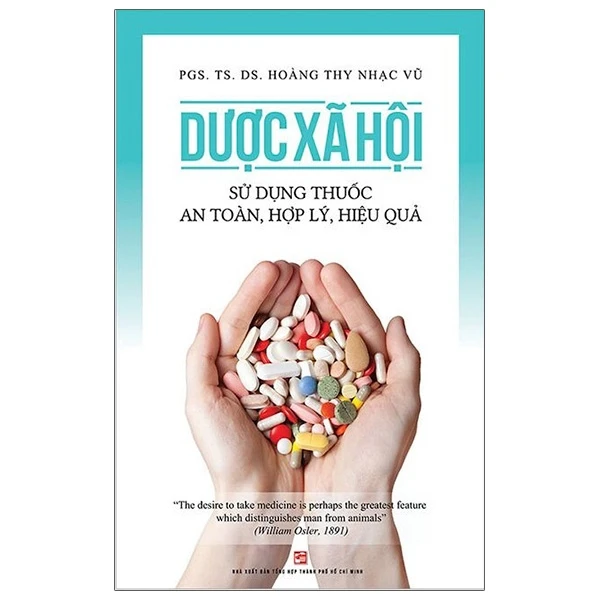 PGS. TS. DS. HOÀNG THY NHẠC VŨ
DƯỢC XÃ HỘI
SỬ DỤNG THUỐC
AN TOÀN, HỢP LÝ, HIỆU QUẢ
“The desire to take medicine is perhaps the greatest feature
which distinguishes man from animals”
(William Osler, 1891)
NHÀ XUẤT BẢN TỔNG HỢP THÀNH PHỐ HỒ CHÍ MINH